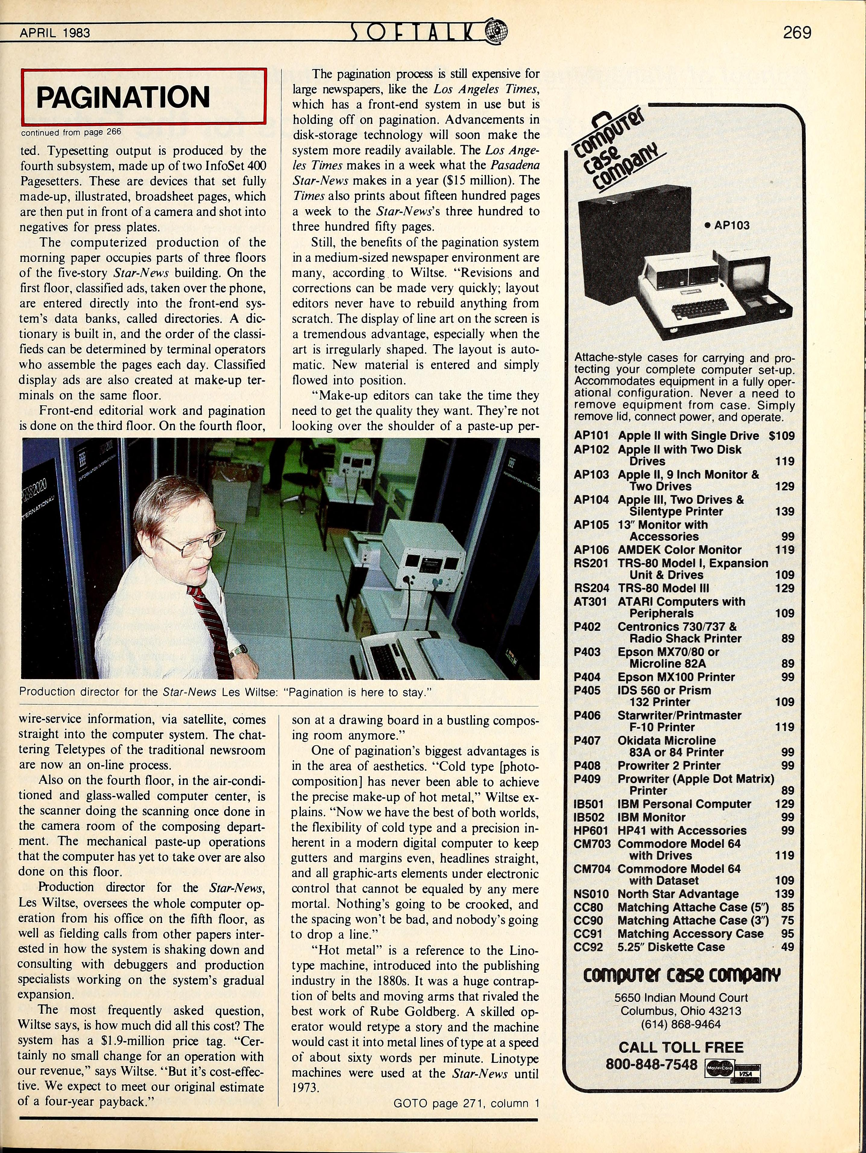 APRIL 1983
SOFTALK
269
PAGINATION
continued from page 266
ted. Typesetting output is produced by the
fourth subsystem, made up of two InfoSet 400
Pagesetters. These are devices that set fully
made-up, illustrated, broadsheet pages, which
are then put in front of a camera and shot into
negatives for press plates.
The computerized production of the
morning paper occupies parts of three floors
of the five-story Star-News building. On the
first floor, classified ads, taken over the phone,
are entered directly into the front-end sys-
tem's data banks, called directories. A dic-
tionary is built in, and the order of the classi-
fieds can be determined by terminal operators
who assemble the pages each day. Classified
display ads are also created at make-up ter-
minals on the same floor.
Front-end editorial work and pagination
is done on the third floor. On the fourth floor,
The pagination process is still expensive for
large newspapers, like the Los Angeles Times,
which has a front-end system in use but is
holding off on pagination. Advancements in
disk-storage technology will soon make the
system more readily available. The Los Ange-
les Times makes in a week what the Pasadena
Star-News makes in a year ($15 million). The
Times also prints about fifteen hundred pages
a week to the Star-News's three hundred to
three hundred fifty pages.
Still, the benefits of the pagination system
in a medium-sized newspaper environment are
many, according to Wiltse. "Revisions and
corrections can be made very quickly; layout
editors never have to rebuild anything from
scratch. The display of line art on the screen is
a tremendous advantage, especially when the
art is irregularly shaped. The layout is auto-
matic. New material is entered and simply
flowed into position.
"Make-up editors can take the time they
need to get the quality they want. They're not
looking over the shoulder of a paste-up per-
Production director for the Star-News Les Wiltse: "Pagination is here to stay."
wire-service information, via satellite, comes
straight into the computer system. The chat-
tering Teletypes of the traditional newsroom
are now an on-line process.
Also on the fourth floor, in the air-condi-
tioned and glass-walled computer center, is
the scanner doing the scanning once done in
the camera room of the composing depart-
ment. The mechanical paste-up operations
that the computer has yet to take over are also
done on this floor.
Production director for the Star-News,
Les Wiltse, oversees the whole computer op-
eration from his office on the fifth floor, as
well as fielding calls from other papers inter-
ested in how the system is shaking down and
consulting with debuggers and production
specialists working on the system's gradual
expansion.
The most frequently asked question,
Wiltse says, is how much did all this cost? The
system has a $1.9-million price tag. "Cer-
tainly no small change for an operation with
our revenue," says Wiltse. "But it's cost-effec-
tive. We expect to meet our original estimate
of a four-year payback."
son at a drawing board in a bustling compos-
ing room anymore."
One of pagination's biggest advantages is
in the area of aesthetics. "Cold type [photo-
composition] has never been able to achieve
the precise make-up of hot metal," Wiltse ex-
plains. "Now we have the best of both worlds,
the flexibility of cold type and a precision in-
herent in a modern digital computer to keep
gutters and margins even, headlines straight,
and all graphic-arts elements under electronic
control that cannot be equaled by any mere
mortal. Nothing's going to be crooked, and
the spacing won't be bad, and nobody's going
to drop a line."
"Hot metal" is a reference to the Lino-
type machine, introduced into the publishing
industry in the 1880s. It was a huge contrap-
tion of belts and moving arms that rivaled the
best work of Rube Goldberg. A skilled op-
erator would retype a story and the machine
would cast it into metal lines of type at a speed
of about sixty words per minute. Linotype
machines were used at the Star-News until
1973.
GOTO page 271, column 1
computer
case
company
• AP103
Attache-style cases for carrying and pro-
tecting your complete computer set-up.
Accommodates equipment in a fully oper-
ational configuration. Never a need to
remove equipment from case. Simply
remove lid, connect power, and operate.
AP101 Apple II with Single Drive $109
AP102 Apple II with Two Disk
Drives 119
AP103 Apple II, 9 Inch Monitor &
Two Drives 129
AP104 Apple III, Two Drives &
Silentype Printer 139
AP105 13" Monitor with
Accessories 99
AP106 AMDEK Color Monitor 119
RS201 TRS-80 Model I, Expansion
Unit & Drives 109
RS204 TRS-80 Model III 129
AT301 ATARI Computers with
Peripherals 109
P402 Centronics 730/737 &
Radio Shack Printer 89
P403 Epson MX70/80 or
Microline 82A 89
P404 Epson MX100 Printer 99
P405 IDS 560 or Prism
132 Printer 109
P406 Starwriter/Printmaster
F-10 Printer 119
P407 Okidata Microline
83A or 84 Printer 99
P408 Prowriter 2 Printer 99
P409 Prowriter (Apple Dot Matrix)
Printer 89
IB501 IBM Personal Computer 129
IB502 IBM Monitor 99
HP601 HP41 with Accessories 99
CM703 Commodore Model 64
with Drives 119
CM704 Commodore Model 64
with Dataset 109
NS010 North Star Advantage 139
CC80 Matching Attache Case (5") 85
CC90 Matching Attache Case (3") 75
CC91 Matching Accessory Case 95
CC92 5.25" Diskette Case 49
computer case company
5650 Indian Mound Court
Columbus, Ohio 43213
(614) 868-9464
CALL TOLL FREE
800-848-7548
MasterCard
VISA